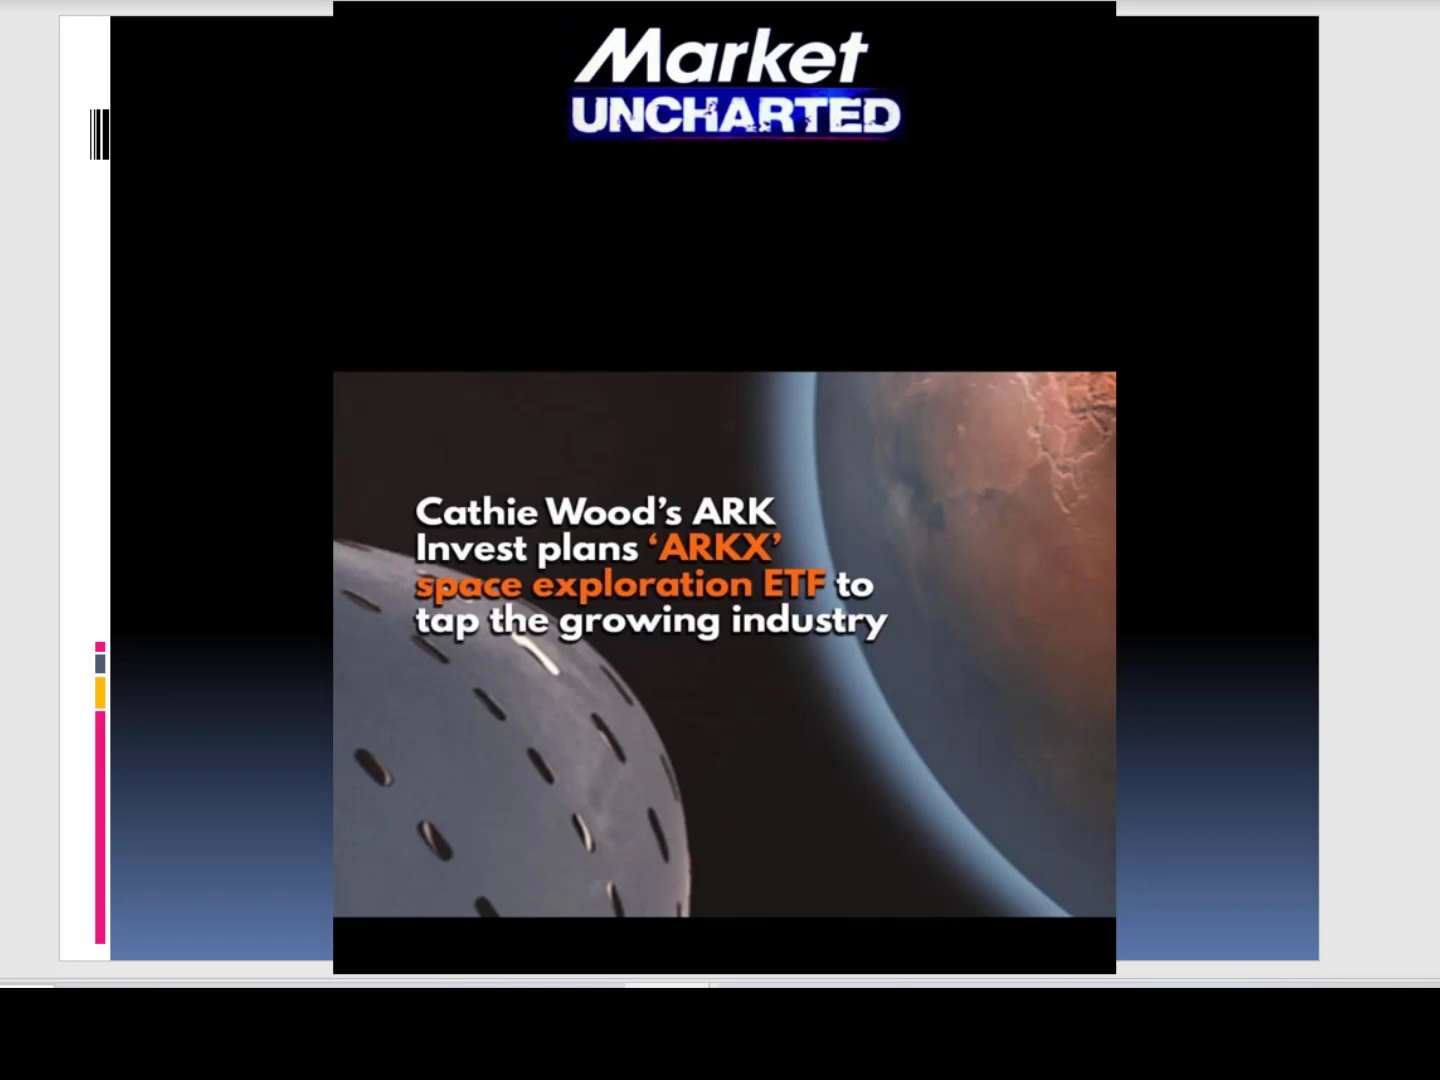 Market
UNCHARTED
Cathie Wood’s ARK
Invest plans ‘ARKX’
space exploration ETF to
tap the growing industry